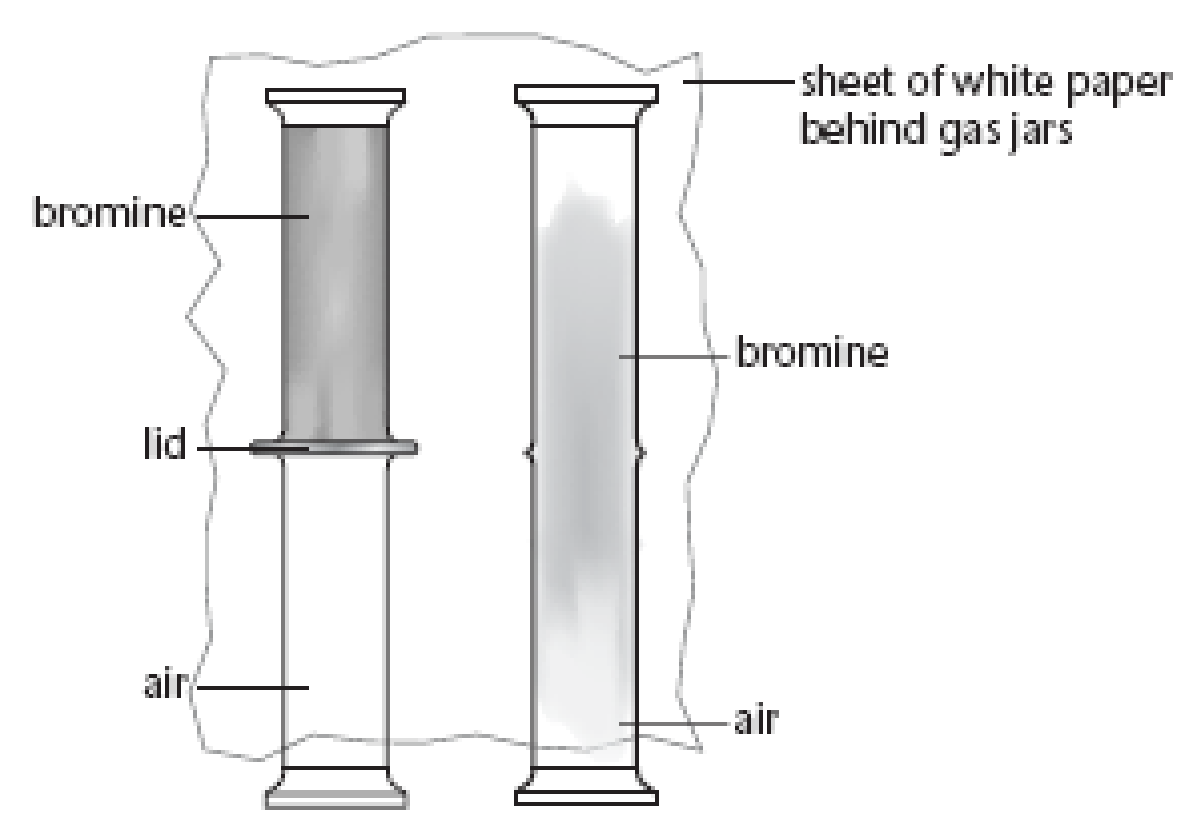 sheet of white paper
behind gas jars
bromine
bromine
lid
air
air